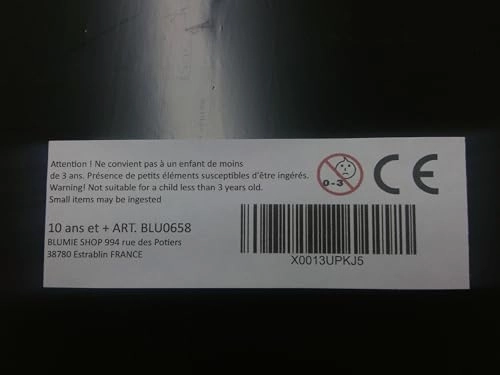 Attention ! Ne convient pas à un enfant de moins
de 3 ans. Présence de petits éléments susceptibles d'être ingérés.
Warning! Not suitable for a child less than 3 years old.
Small items may be ingested
0-3
CE
10 ans et + ART. BLU0658
BLUMIE SHOP 994 rue des Potiers
38780 Estrablin FRANCE
X0013UPKJ5